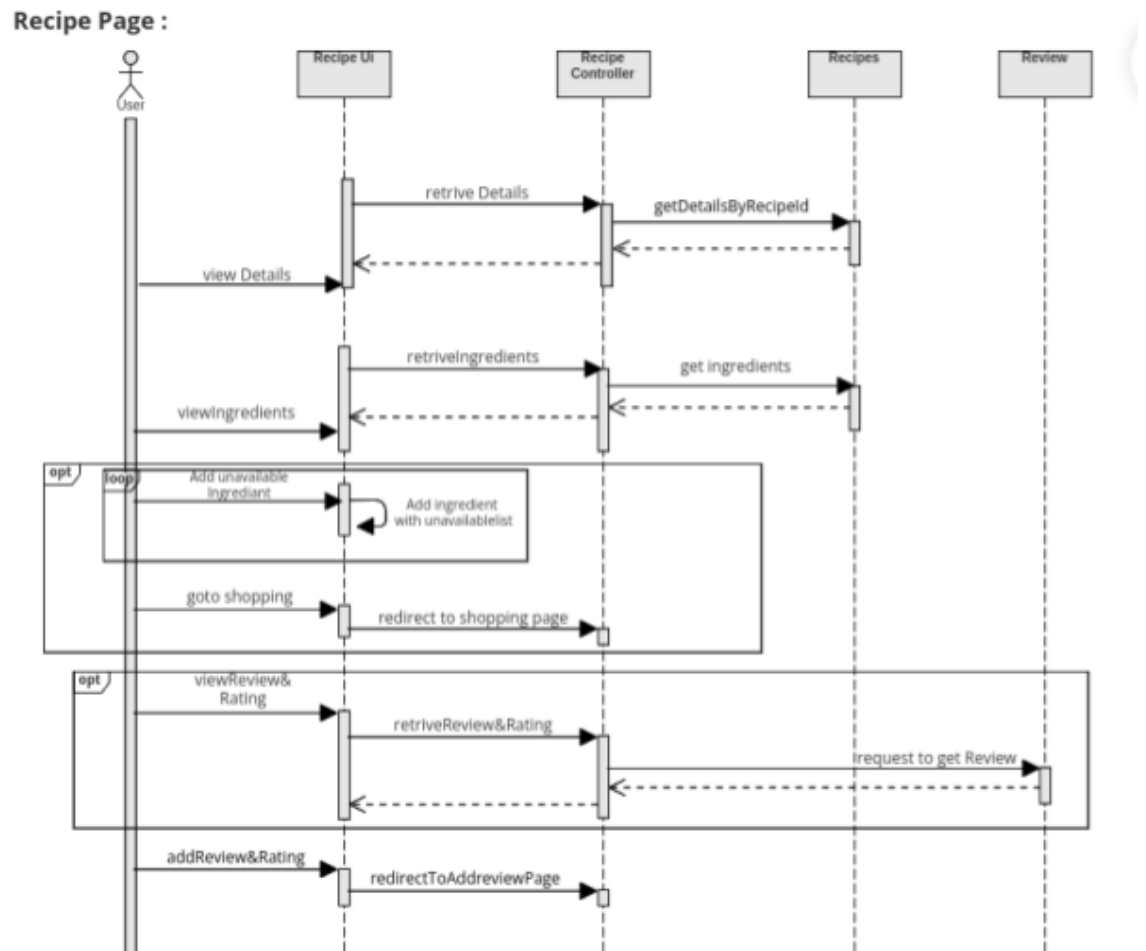 Recipe Page :
User
Recipe Ui
Recipe
Controller
Recipes
Review
retrive Details
getDetailsByRecipeId
view Details
retriveIngredients
get ingredients
viewIngredients
opt
loop
Add unavailable
Ingrediant
Add ingredient
with unavailablelist
goto shopping
redirect to shopping page
opt
viewReview&
Rating
retriveReview&Rating
request to get Review
addReview&Rating
redirectToAddreviewPage